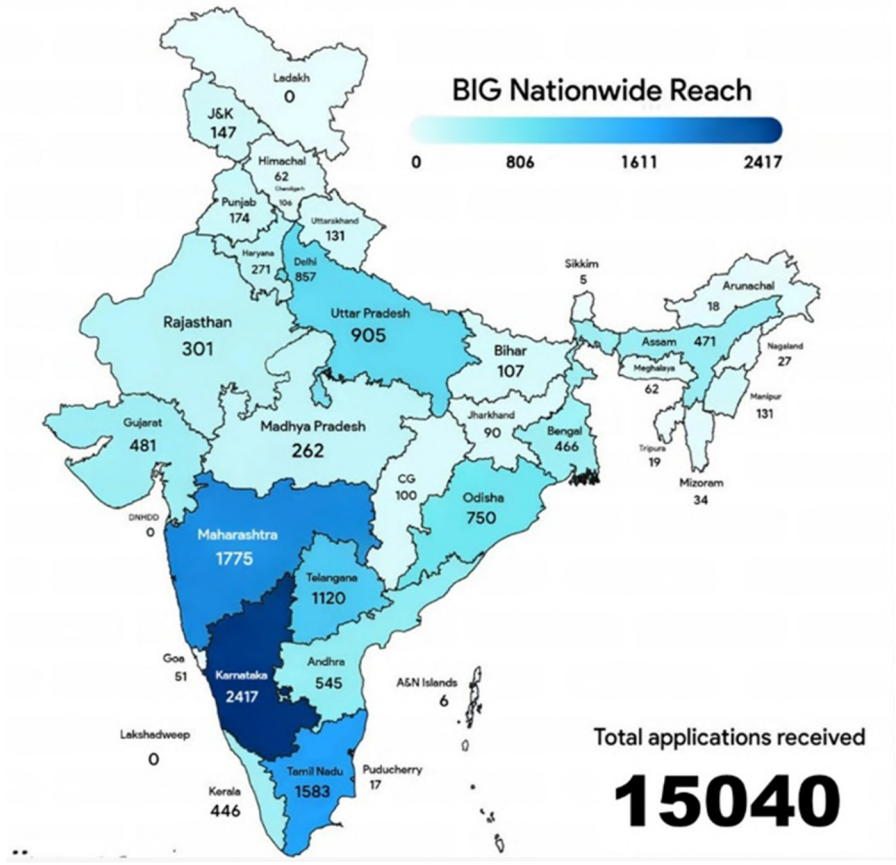 Ladakh
0
BIG Nationwide Reach
0 806 1611 2417
J&K
147
Himachal
62
Chandigarh
106
Punjab
174
Uttarakhand
131
Haryana
271
Delhi
857
Sikkim
5
Arunachal
18
Rajasthan
301
Uttar Pradesh
905
Bihar
107
Assam 471
Nagaland
27
Meghalaya
62
Manipur
131
Gujarat
481
Madhya Pradesh
262
Jharkhand
90
Bengal
466
Tripura
19
Mizoram
34
CG
100
Odisha
750
DNHDD
0
Maharashtra
1775
Telangana
1120
Goa
51
Karnataka
2417
Andhra
545
A&N Islands
6
Lakshadweep
0
Kerala
446
Tamil Nadu
1583
Puducherry
17
Total applications received
15040